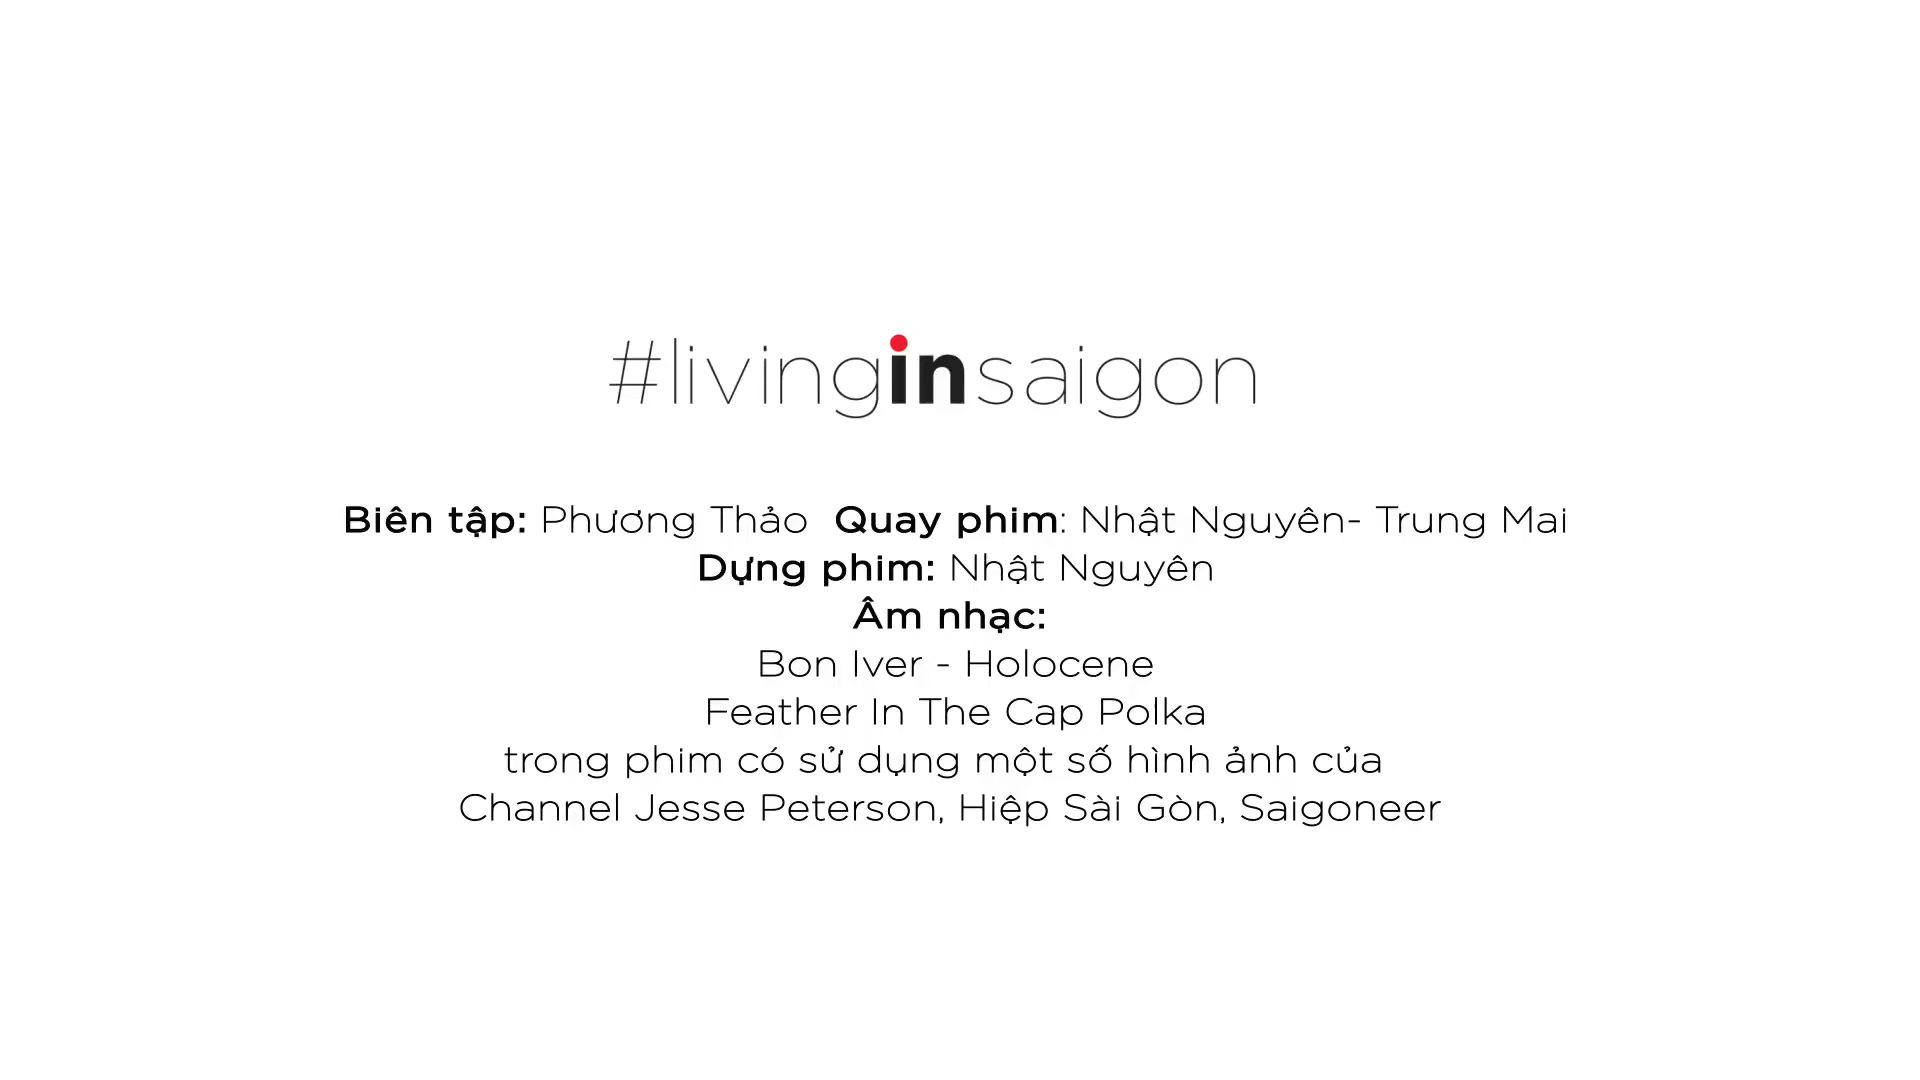 #livinginsaigon
Biên tập: Phương Thảo Quay phim: Nhật Nguyên- Trung Mai
Dựng phim: Nhật Nguyên
Âm nhạc:
Bon Iver - Holocene
Feather In The Cap Polka
trong phim có sử dụng một số hình ảnh của
Channel Jesse Peterson, Hiệp Sài Gòn, Saigoneer